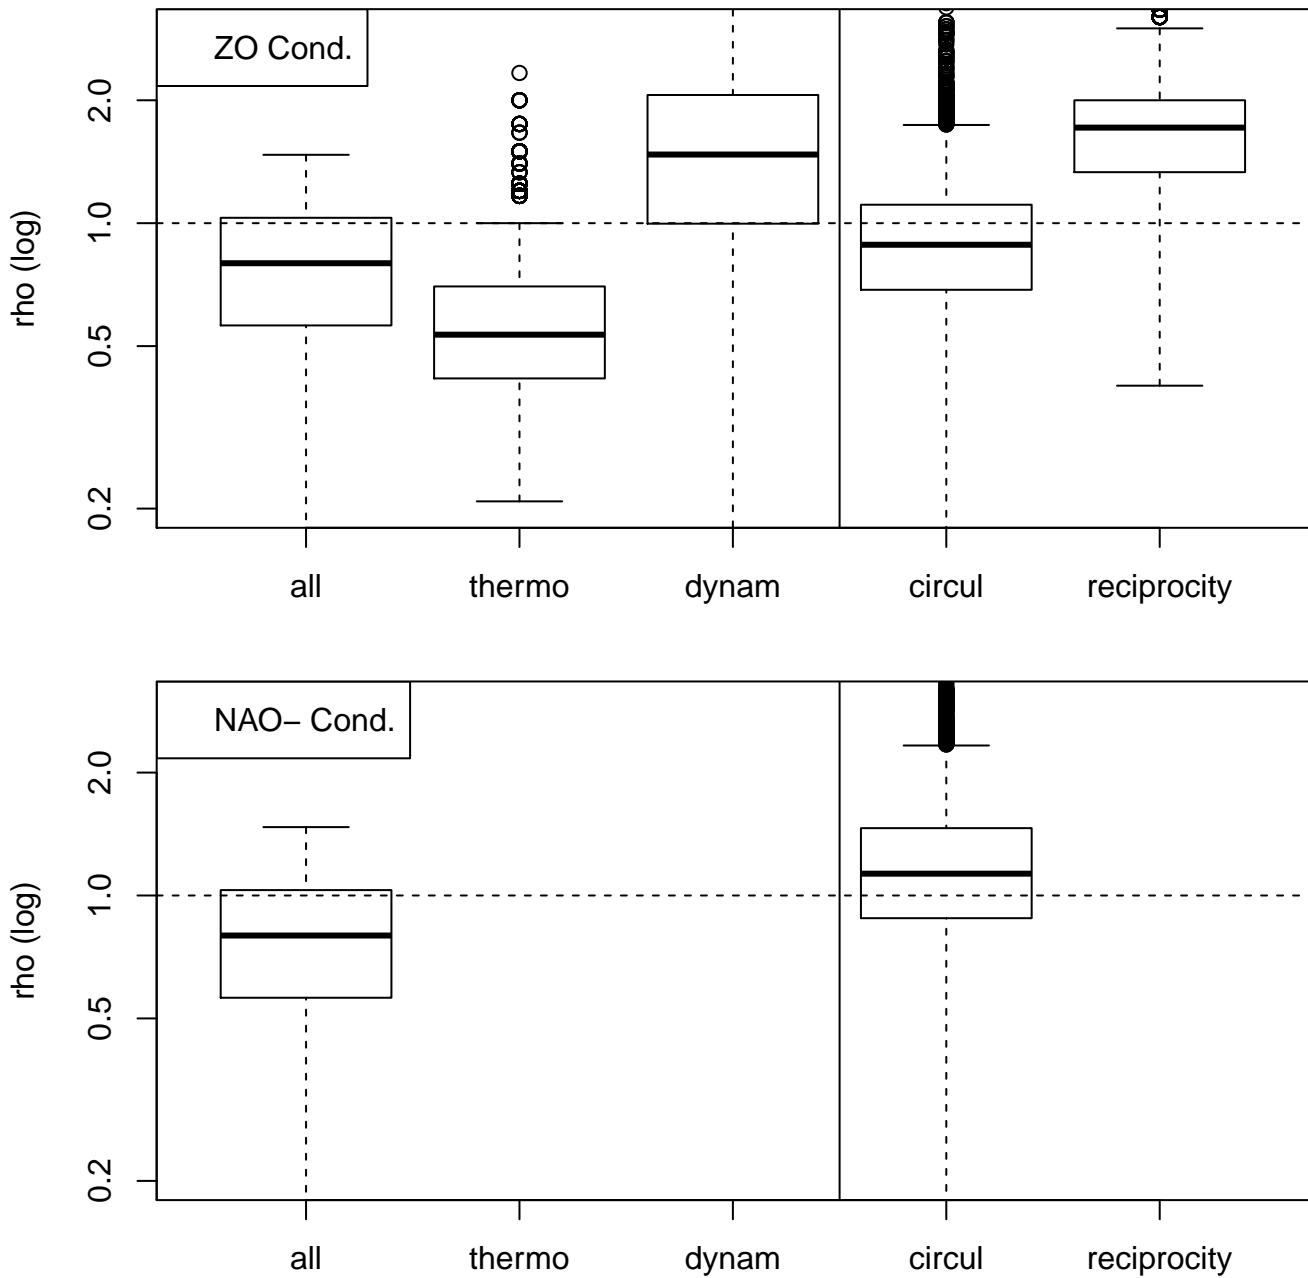 ZO Cond.
rho (log)
2.0
1.0
0.5
0.2
all thermo dynam circul reciprocity
NAO− Cond.
rho (log)
2.0
1.0
0.5
0.2
all thermo dynam circul reciprocity